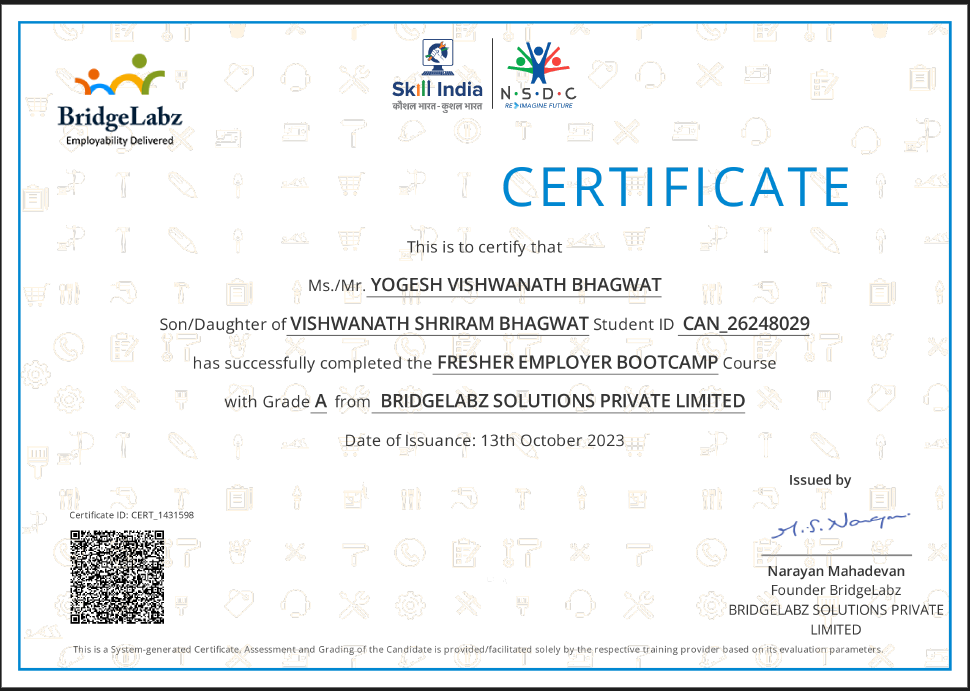 BridgeLabz
Employability Delivered
Skill India
कौशल भारत - कुशल भारत
N·S·D·C
RE IMAGINE FUTURE
CERTIFICATE
This is to certify that
Ms./Mr. YOGESH VISHWANATH BHAGWAT
Son/Daughter of VISHWANATH SHRIRAM BHAGWAT Student ID CAN_26248029
has successfully completed the FRESHER EMPLOYER BOOTCAMP Course
with Grade A from BRIDGELABZ SOLUTIONS PRIVATE LIMITED
Date of Issuance: 13th October 2023
Issued by
Certificate ID: CERT_1431598
Narayan Mahadevan
Founder BridgeLabz
BRIDGELABZ SOLUTIONS PRIVATE
LIMITED
This is a System-generated Certificate, Assessment and Grading of the Candidate is provided/facilitated solely by the respective training provider based on its evaluation parameters.